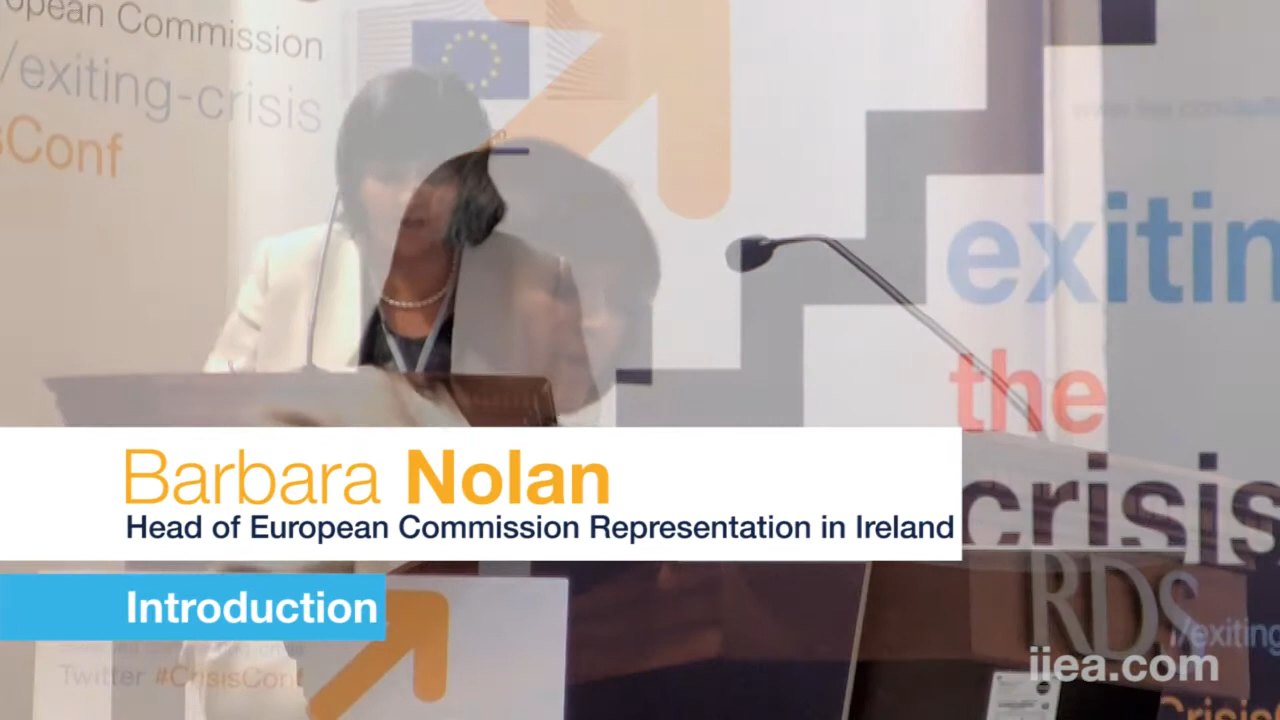 opean Commission
/exiting-crisis
sConf
exitin
the
crisis
Barbara Nolan
Head of European Commission Representation in Ireland
Introduction
Twitter #CrisisConf
RDS
/exiting
iiea.com